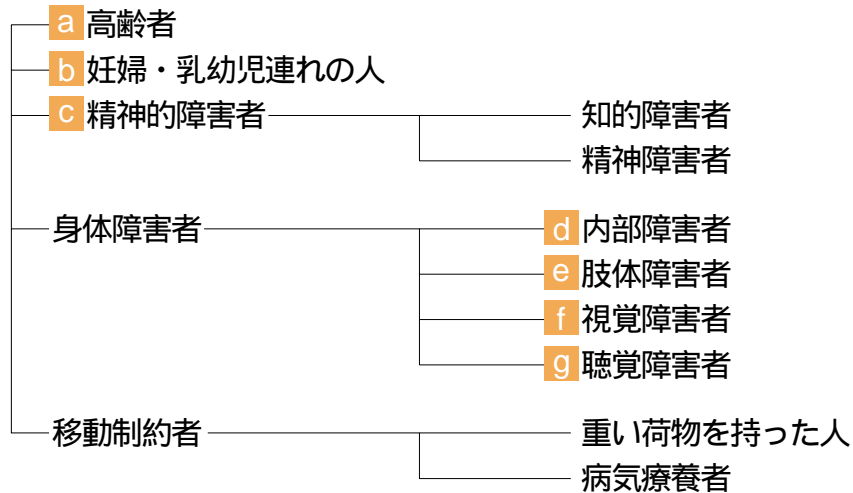 a 高齢者
b 妊婦・乳幼児連れの人
c 精神的障害者 知的障害者
精神障害者
身体障害者 d 内部障害者
e 肢体障害者
f 視覚障害者
g 聴覚障害者
移動制約者 重い荷物を持った人
病気療養者